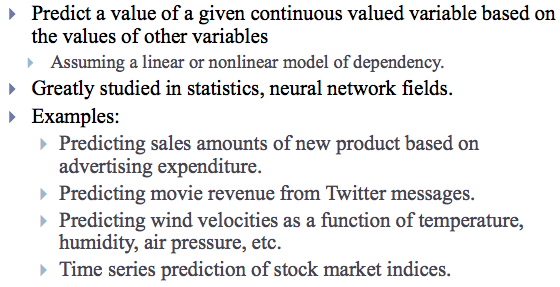 Predict a value of a given continuous valued variable based on
the values of other variables
Assuming a linear or nonlinear model of dependency.
Greatly studied in statistics, neural network fields.
Examples:
Predicting sales amounts of new product based on
advertising expenditure.
Predicting movie revenue from Twitter messages.
Predicting wind velocities as a function of temperature,
humidity, air pressure, etc.
Time series prediction of stock market indices.